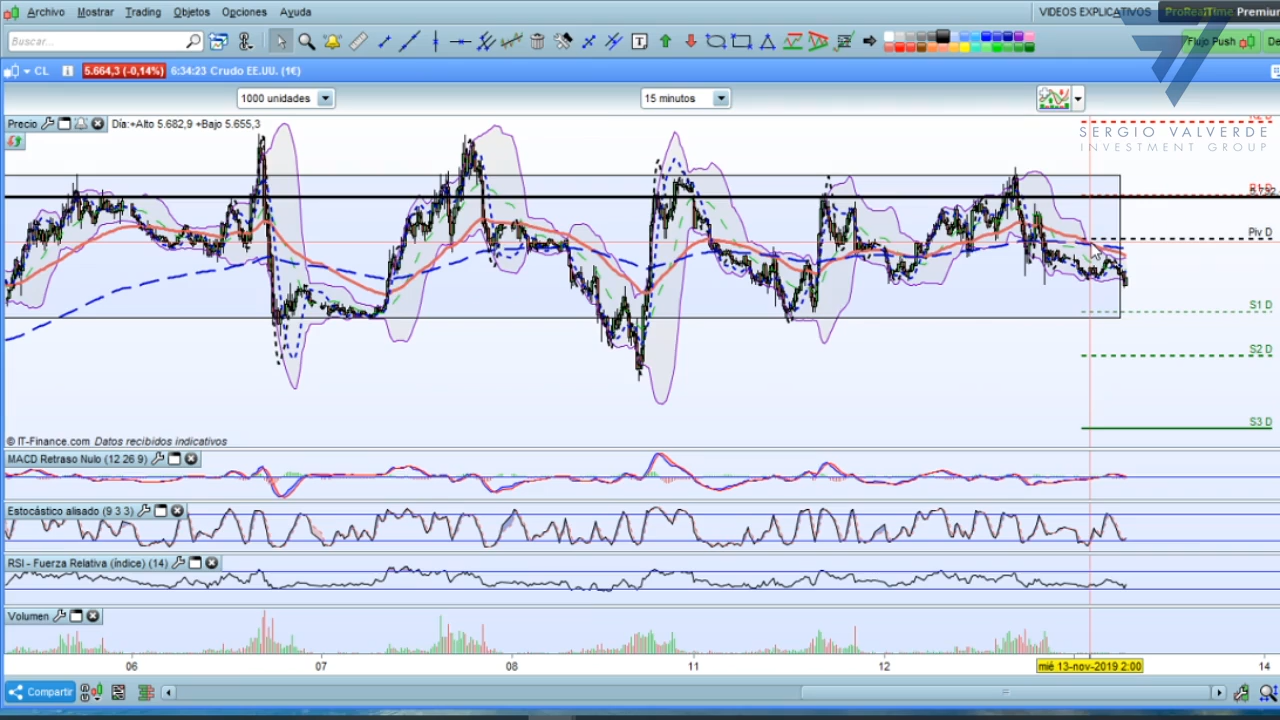 Archivo Mostrar Trading Objetos Opciones Ayuda VIDEOS EXPLICATIVOS ProRealTime Premium
Buscar... T Flujo Push
CL 5.664,3 (-0,14%) 6:34:23 Crudo EE.UU. (1€)
1000 unidades 15 minutos
Precio Día:+Alto 5.682,9 +Bajo 5.655,3
SERGIO VALVERDE
INVESTMENT GROUP
R1 D
Piv D
S1 D
S2 D
S3 D
© IT-Finance.com Datos recibidos indicativos
MACD Retraso Nulo (12 26 9)
Estocástico alisado (9 3 3)
RSI - Fuerza Relativa (índice) (14)
Volumen
06 07 08 11 12 mié 13-nov-2019 2:00 14
Compartir